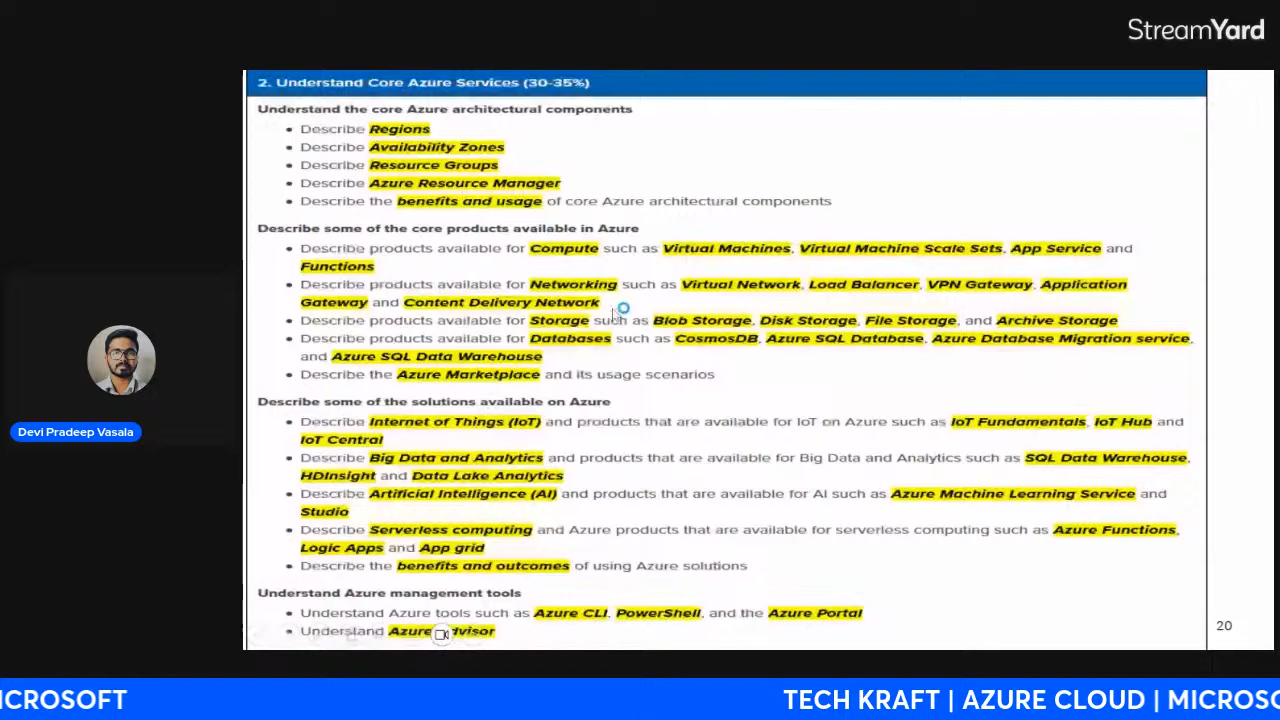 StreamYard
2. Understand Core Azure Services (30-35%)
Understand the core Azure architectural components
• Describe Regions
• Describe Availability Zones
• Describe Resource Groups
• Describe Azure Resource Manager
• Describe the benefits and usage of core Azure architectural components
Describe some of the core products available in Azure
• Describe products available for Compute such as Virtual Machines, Virtual Machine Scale Sets, App Service and
Functions
• Describe products available for Networking such as Virtual Network, Load Balancer, VPN Gateway, Application
Gateway and Content Delivery Network
• Describe products available for Storage such as Blob Storage, Disk Storage, File Storage, and Archive Storage
• Describe products available for Databases such as CosmosDB, Azure SQL Database, Azure Database Migration service,
and Azure SQL Data Warehouse
• Describe the Azure Marketplace and its usage scenarios
Describe some of the solutions available on Azure
• Describe Internet of Things (IoT) and products that are available for IoT on Azure such as IoT Fundamentals, IoT Hub and
IoT Central
• Describe Big Data and Analytics and products that are available for Big Data and Analytics such as SQL Data Warehouse,
HDInsight and Data Lake Analytics
• Describe Artificial Intelligence (AI) and products that are available for AI such as Azure Machine Learning Service and
Studio
• Describe Serverless computing and Azure products that are available for serverless computing such as Azure Functions,
Logic Apps and App grid
• Describe the benefits and outcomes of using Azure solutions
Understand Azure management tools
• Understand Azure tools such as Azure CLI, PowerShell, and the Azure Portal
• Understand Azure dvisor
20
Devi Pradeep Vasala
ICROSOFT TECH KRAFT | AZURE CLOUD | MICROSO